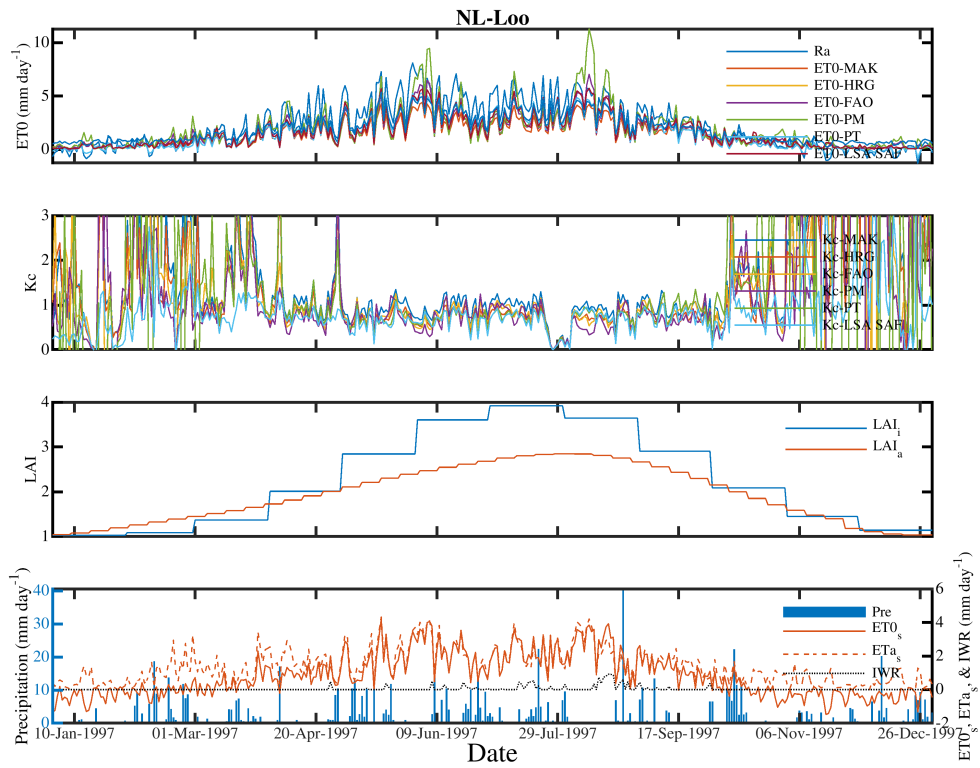 NL-Loo
ET0 (mm day-1)
10
5
0
Ra
ET0-MAK
ET0-HRG
ET0-FAO
ET0-PM
ET0-PT
ET0-LSA SAF
Kc
3
2
1
0
Kc-MAK
Kc-HRG
Kc-FAO
Kc-PM
Kc-PT
Kc-LSA SAF
LAI
4
3
2
1
LAIi
LAIa
Precipitation (mm day-1)
40
30
20
10
0
Pre
ET0s
ETas
IWR
6
4
2
0
-2
ET0s, ETas, & IWR (mm day-1)
10-Jan-1997 01-Mar-1997 20-Apr-1997 09-Jun-1997 29-Jul-1997 17-Sep-1997 06-Nov-1997 26-Dec-1997
Date